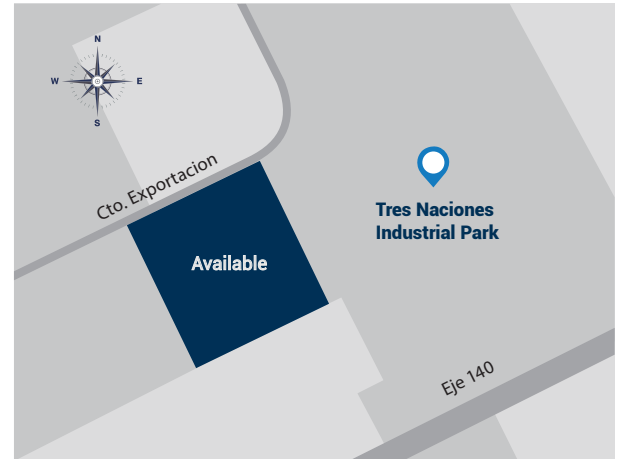 N
W E
S
Cto. Exportacion
Available
Tres Naciones
Industrial Park
Eje 140